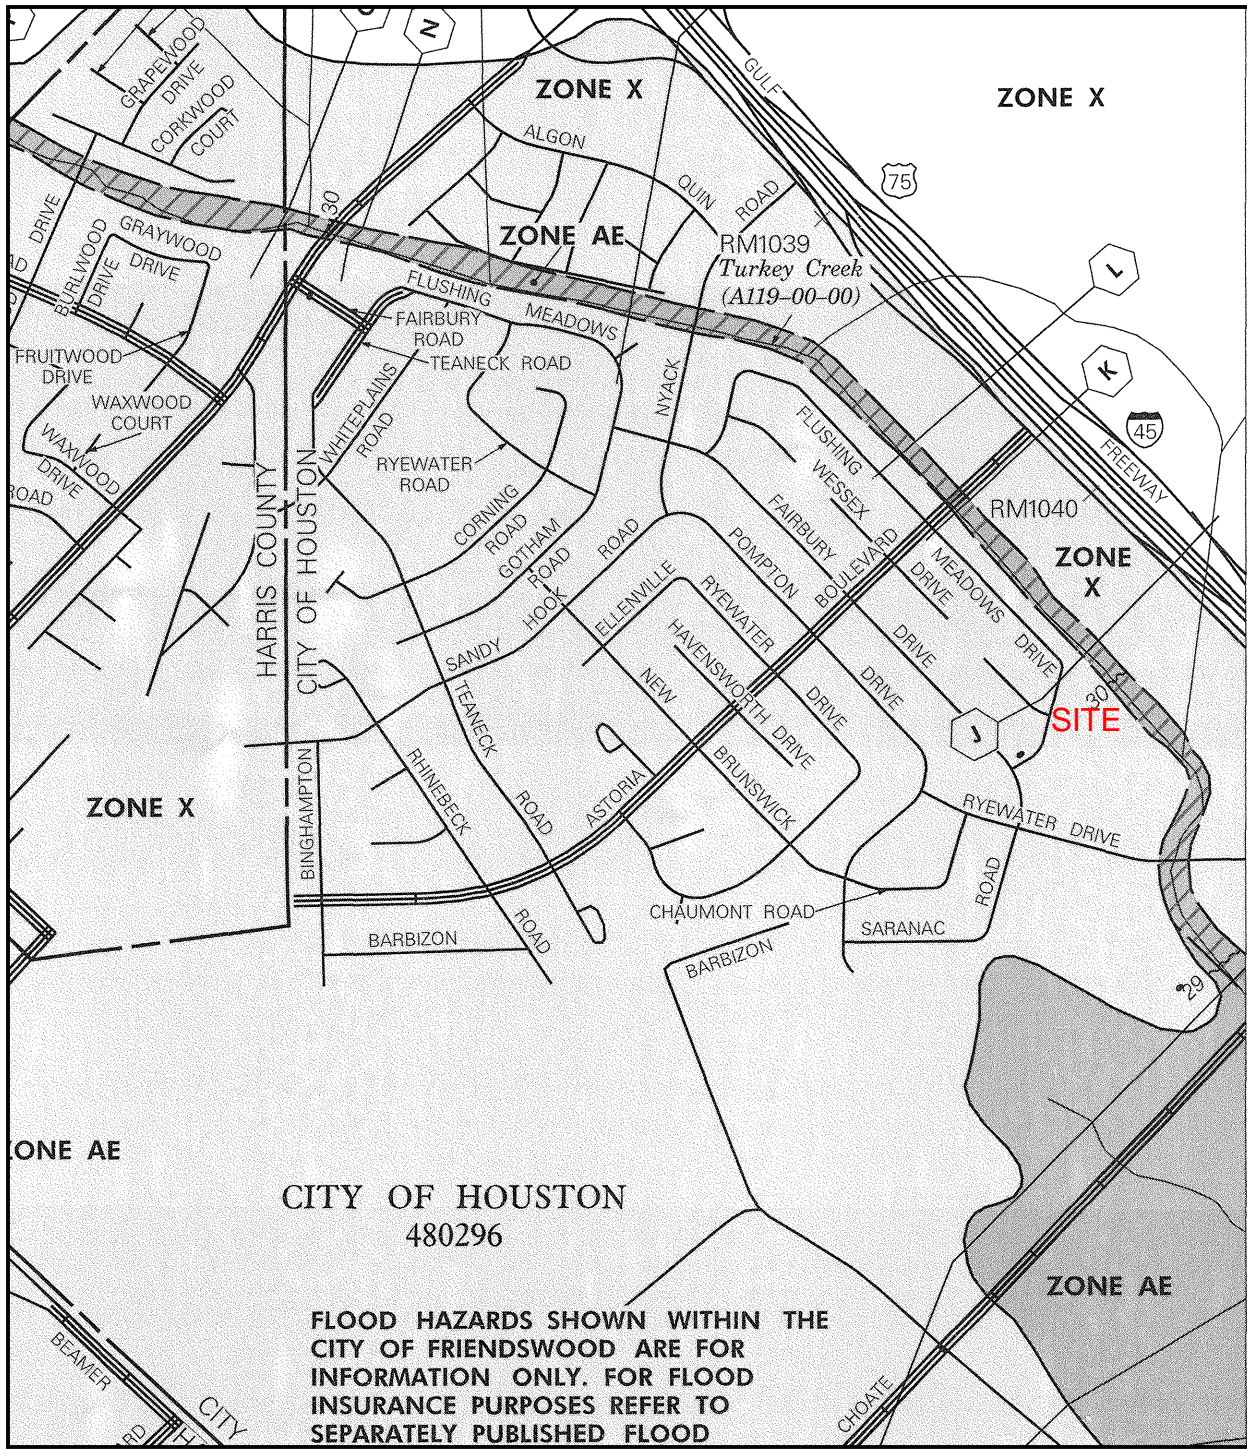 N
ZONE X
ZONE X
GULF
75
GRAPEWOOD
DRIVE
CORKWOOD
COURT
ALGON
QUIN
ROAD
30
ZONE AE
RM1039
Turkey Creek
(A119-00-00)
L
K
45
FREEWAY
DRIVE
GRAYWOOD
DRIVE
BURLWOOD
DRIVE
FLUSHING
MEADOWS
FAIRBURY
ROAD
TEANECK ROAD
NYACK
FRUITWOOD
DRIVE
WAXWOOD
COURT
WAXWOOD
DRIVE
ROAD
WHITEPLAINS
ROAD
RYEWATER
ROAD
CORNING
ROAD
GOTHAM
ROAD
FLUSHING
MEADOWS
DRIVE
WESSEX
DRIVE
FAIRBURY
DRIVE
BOULEVARD
RM1040
ZONE
X
HARRIS COUNTY
CITY OF HOUSTON
POMPTON
DRIVE
SANDY
HOOK
ROAD
ELLENVILLE
RYEWATER
DRIVE
HAVENSWORTH DRIVE
NEW
BRUNSWICK
30
SITE
J
TEANECK
ROAD
RHINEBECK
ROAD
ASTORIA
BINGHAMPTON
ZONE X
RYEWATER DRIVE
CHAUMONT ROAD
ROAD
SARANAC
BARBIZON
BARBIZON
29
ZONE AE
CITY OF HOUSTON
480296
ZONE AE
FLOOD HAZARDS SHOWN WITHIN THE
CITY OF FRIENDSWOOD ARE FOR
INFORMATION ONLY. FOR FLOOD
INSURANCE PURPOSES REFER TO
SEPARATELY PUBLISHED FLOOD
BEAMER
CITY
CHOATE